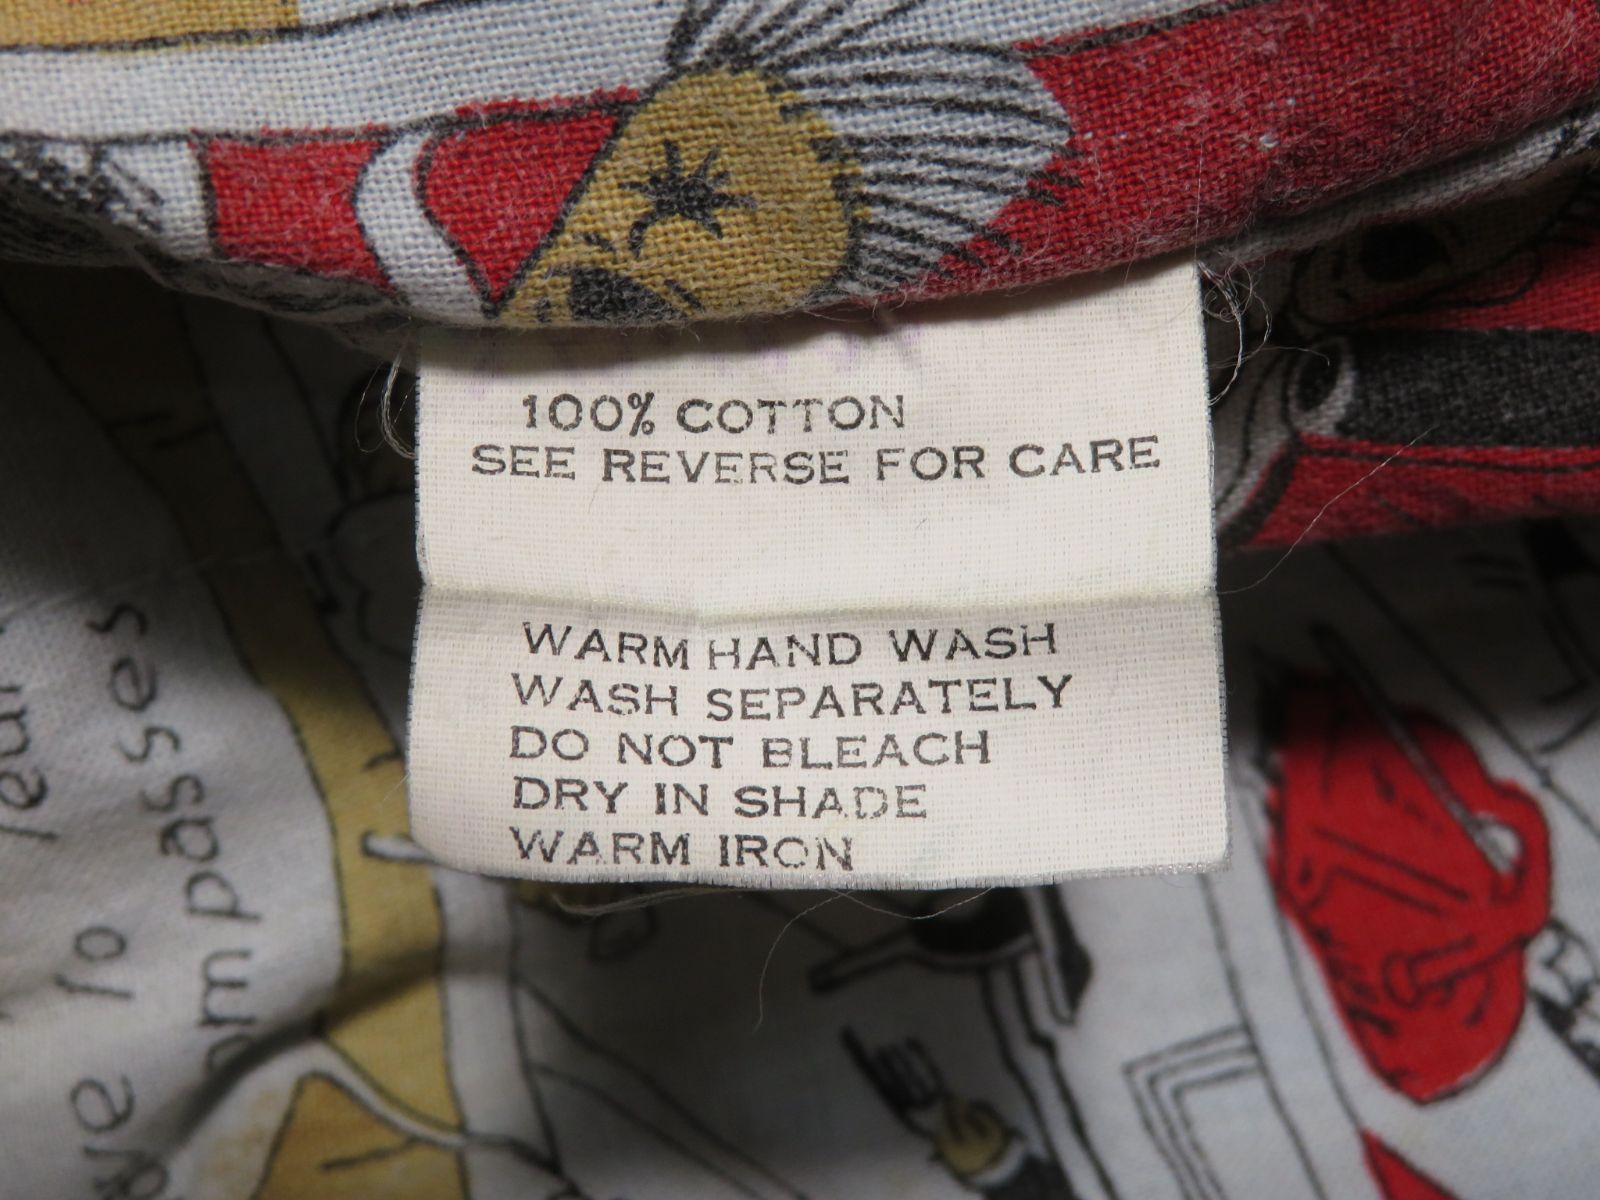 100% COTTON
SEE REVERSE FOR CARE
WARM HAND WASH
WASH SEPARATELY
DO NOT BLEACH
DRY IN SHADE
WARM IRON
passes